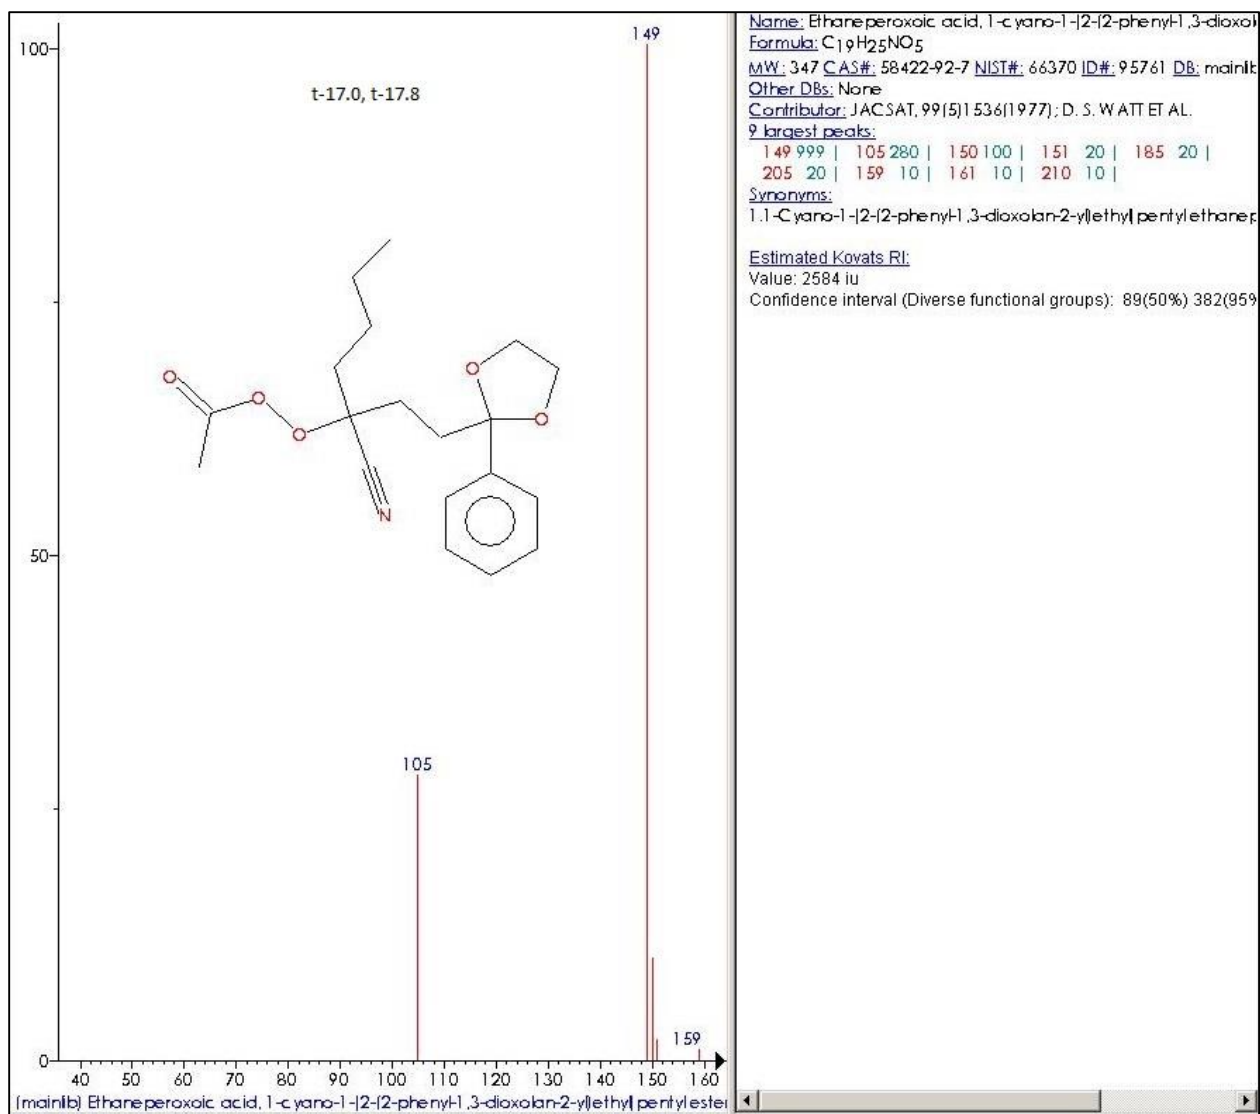 100
149
t-17.0, t-17.8
O
O
O
O
O
N
50
105
159
0
40 50 60 70 80 90 100 110 120 130 140 150 160
(mainlib) Ethaneperoxoic acid, 1-cyano-1-[2-(2-phenyl-1,3-dioxolan-2-yl)ethyl] pentyl ester
Name: Ethaneperoxoic acid, 1-cyano-1-[2-(2-phenyl-1,3-dioxol
Formula: C19H25NO5
MW: 347 CAS#: 58422-92-7 NIST#: 66370 ID#: 95761 DB: mainlib
Other DBs: None
Contributor: JACSAT, 99(5)1536(1977); D. S. WATT ET AL.
9 largest peaks:
149 999 | 105 280 | 150 100 | 151 20 | 185 20 |
205 20 | 159 10 | 161 10 | 210 10 |
Synonyms:
1.1-Cyano-1-[2-(2-phenyl-1,3-dioxolan-2-yl)ethyl] pentyl ethanep
Estimated Kovats RI:
Value: 2584 iu
Confidence interval (Diverse functional groups): 89(50%) 382(95%